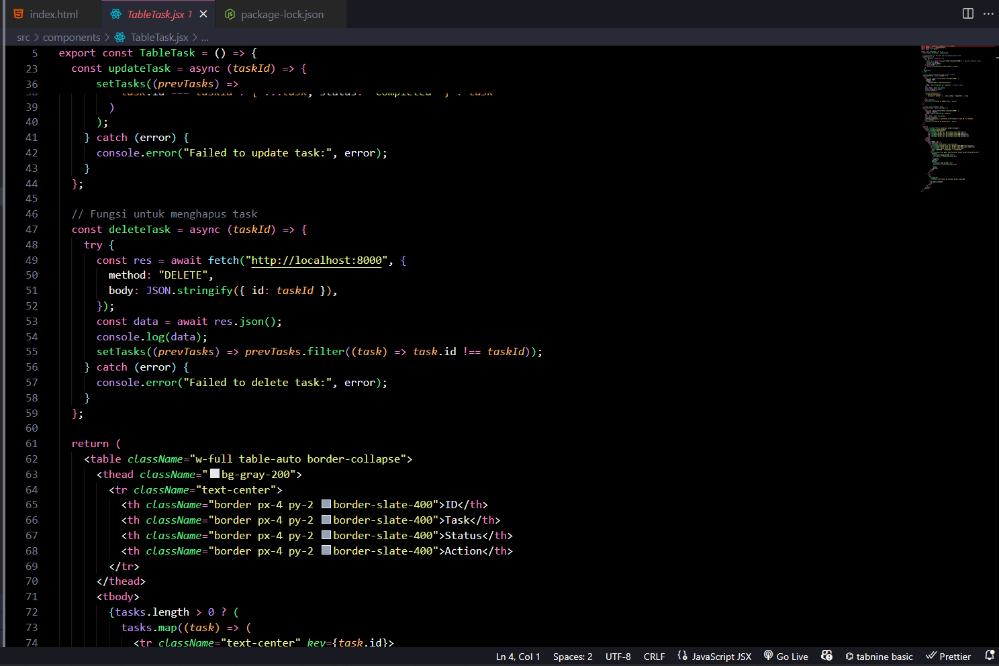 index.html
TableTask.jsx 1
package-lock.json
src > components > TableTask.jsx > ...
5 export const TableTask = () => {
23 const updateTask = async (taskId) => {
36 setTasks((prevTasks) =>
38 task.id === taskId ? { ...task, status: "Completed" } : task
39 )
40 );
41 } catch (error) {
42 console.error("Failed to update task:", error);
43 }
44 };
45
46 // Fungsi untuk menghapus task
47 const deleteTask = async (taskId) => {
48 try {
49 const res = await fetch("http://localhost:8000", {
50 method: "DELETE",
51 body: JSON.stringify({ id: taskId }),
52 });
53 const data = await res.json();
54 console.log(data);
55 setTasks((prevTasks) => prevTasks.filter((task) => task.id !== taskId));
56 } catch (error) {
57 console.error("Failed to delete task:", error);
58 }
59 };
60
61 return (
62 <table className="w-full table-auto border-collapse">
63 <thead className="bg-gray-200">
64 <tr className="text-center">
65 <th className="border px-4 py-2 border-slate-400">ID</th>
66 <th className="border px-4 py-2 border-slate-400">Task</th>
67 <th className="border px-4 py-2 border-slate-400">Status</th>
68 <th className="border px-4 py-2 border-slate-400">Action</th>
69 </tr>
70 </thead>
71 <tbody>
72 {tasks.length > 0 ? (
73 tasks.map((task) => (
74 <tr className="text-center" key={task.id}>
Ln 4, Col 1 Spaces: 2 UTF-8 CRLF JavaScript JSX Go Live tabnine basic Prettier